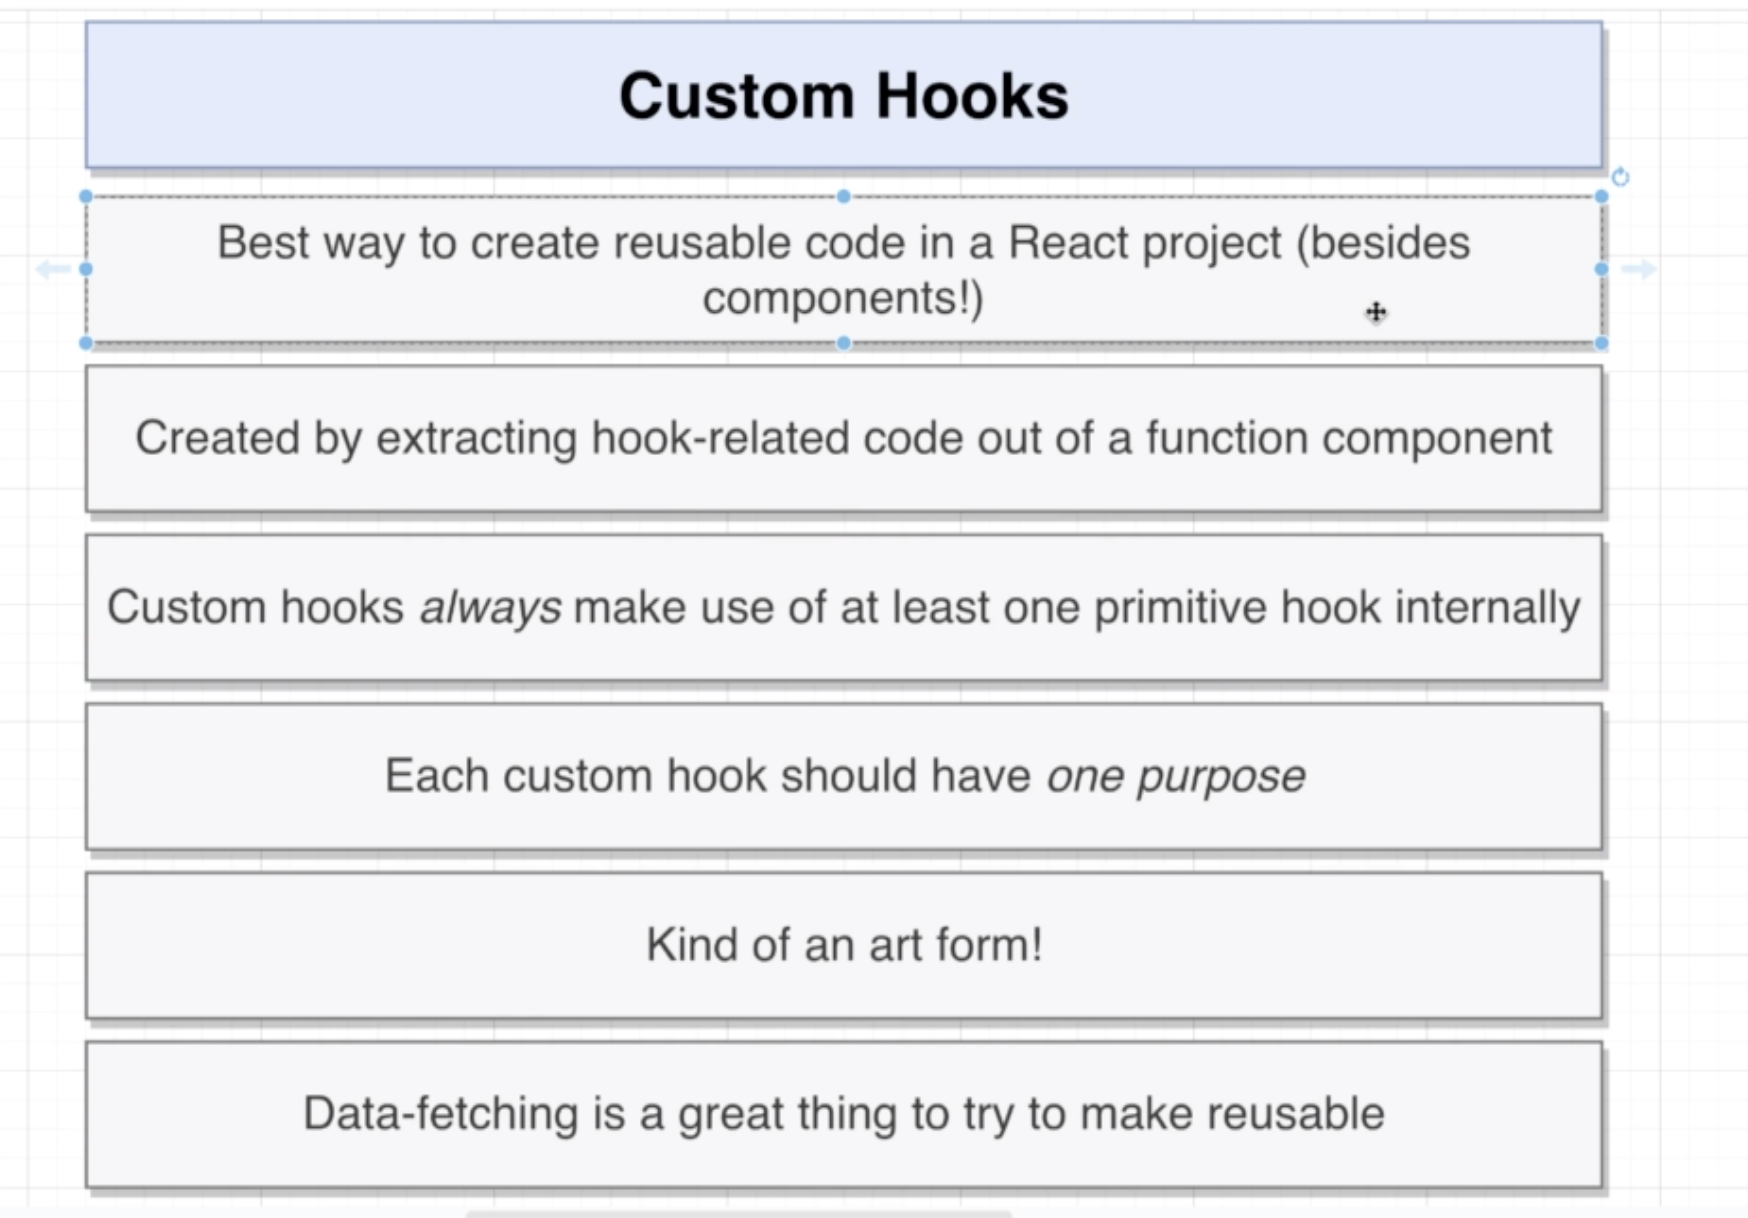 Custom Hooks
Best way to create reusable code in a React project (besides
components!)
Created by extracting hook-related code out of a function component
Custom hooks always make use of at least one primitive hook internally
Each custom hook should have one purpose
Kind of an art form!
Data-fetching is a great thing to try to make reusable